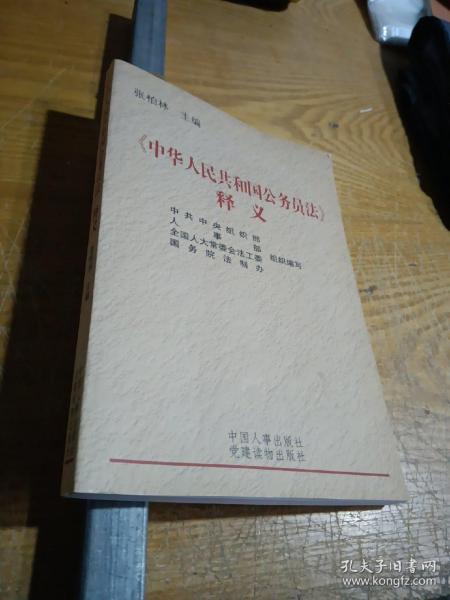 张柏林 主编
《中华人民共和国公务员法》
释义
中共中央组织部
人事部
全国人大常委会法工委 组织编写
国务院法制办
中国人事出版社
党建读物出版社
孔夫子旧书网
www.kongfz.com